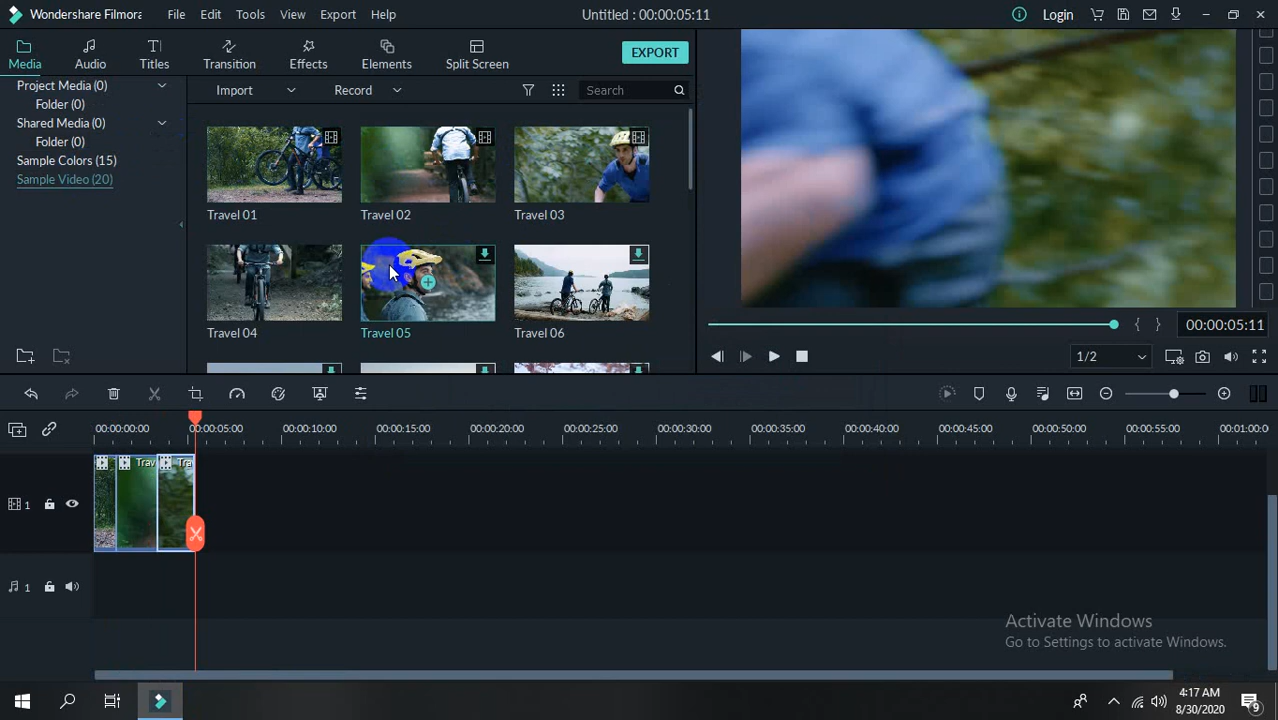 Wondershare Filmora
File Edit Tools View Export Help
Untitled : 00:00:05:11
Login
Media Audio Titles Transition Effects Elements Split Screen
EXPORT
Project Media (0)
Folder (0)
Shared Media (0)
Folder (0)
Sample Colors (15)
Sample Video (20)
Import Record Search
Travel 01 Travel 02 Travel 03
Travel 04 Travel 05 Travel 06
00:00:05:11
1/2
00:00:00:00 00:00:05:00 00:00:10:00 00:00:15:00 00:00:20:00 00:00:25:00 00:00:30:00 00:00:35:00 00:00:40:00 00:00:45:00 00:00:50:00 00:00:55:00 00:01:00:0
Trav Tra
1
1
Activate Windows
Go to Settings to activate Windows.
4:17 AM
8/30/2020
9